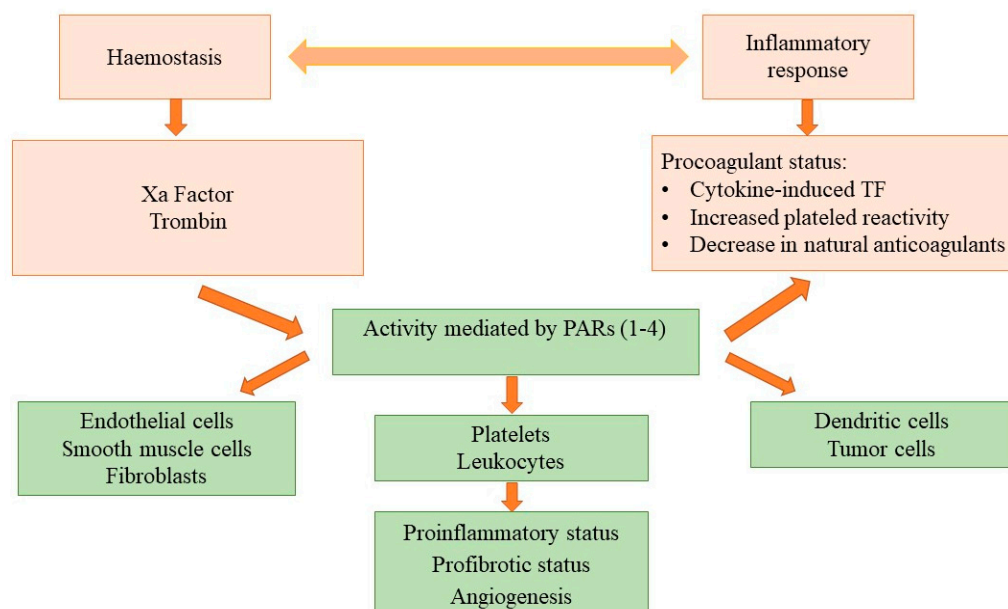 Haemostasis
Inflammatory
response
Xa Factor
Trombin
Procoagulant status:
• Cytokine-induced TF
• Increased plateled reactivity
• Decrease in natural anticoagulants
Activity mediated by PARs (1-4)
Endothelial cells
Smooth muscle cells
Fibroblasts
Platelets
Leukocytes
Dendritic cells
Tumor cells
Proinflammatory status
Profibrotic status
Angiogenesis